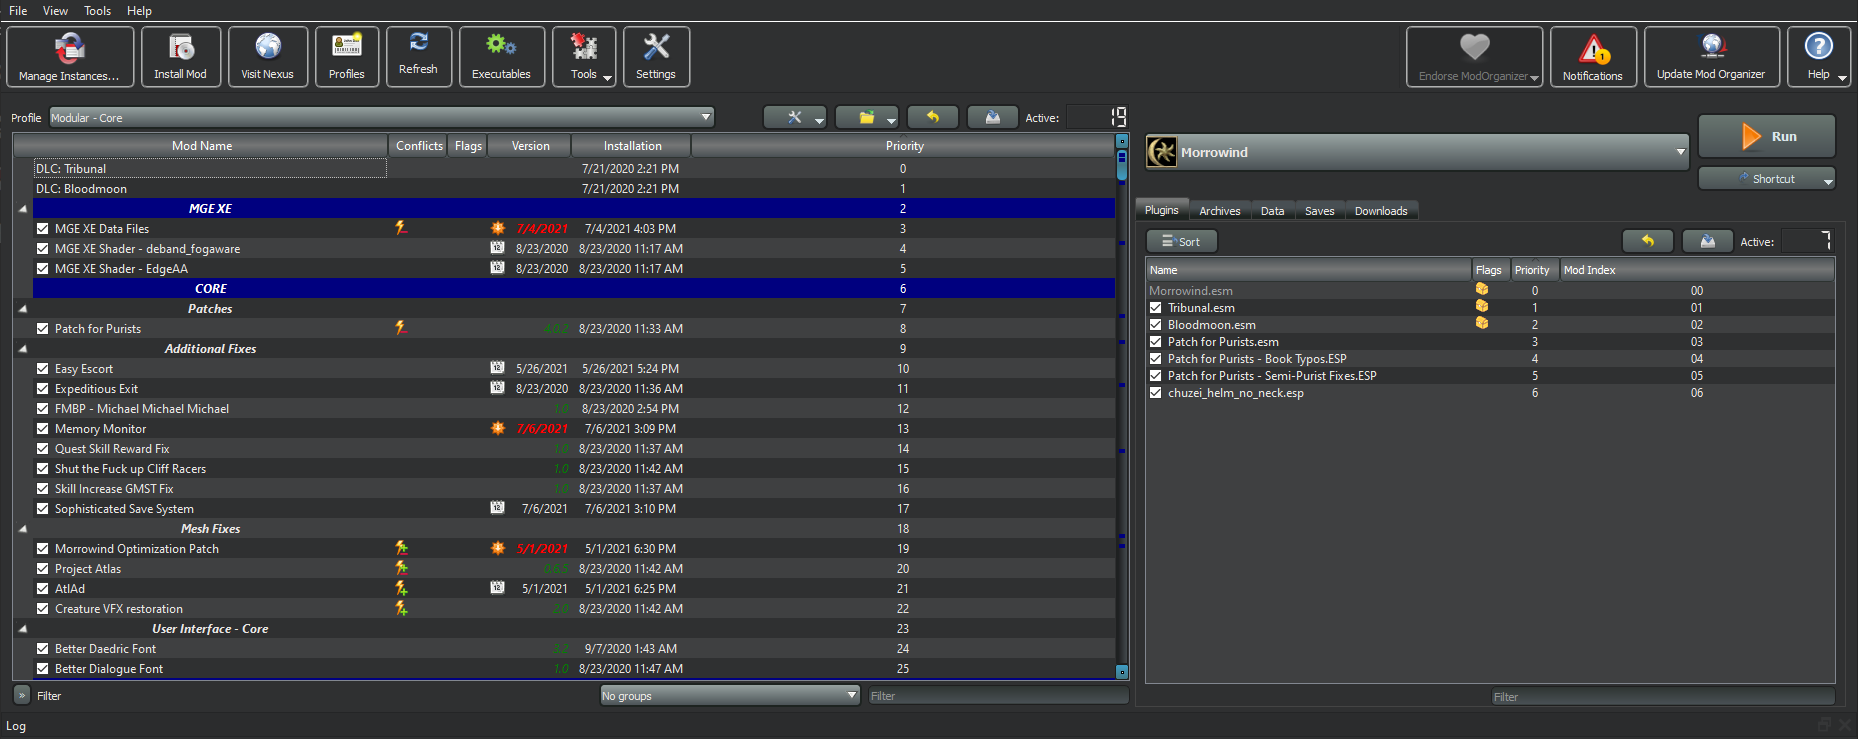 File View Tools Help
Manage Instances...
Install Mod
Visit Nexus
Profiles
Refresh
Executables
Tools
Settings
Endorse ModOrganizer
Notifications
Update Mod Organizer
Help
Profile Modular - Core Active: 19
Mod Name Conflicts Flags Version Installation Priority
DLC: Tribunal 7/21/2020 2:21 PM 0
DLC: Bloodmoon 7/21/2020 2:21 PM 1
MGE XE 2
MGE XE Data Files 7/4/2021 7/4/2021 4:03 PM 3
MGE XE Shader - deband_fogaware 8/23/2020 8/23/2020 11:17 AM 4
MGE XE Shader - EdgeAA 8/23/2020 8/23/2020 11:17 AM 5
CORE 6
Patches 7
Patch for Purists 4.0.2 8/23/2020 11:33 AM 8
Additional Fixes 9
Easy Escort 5/26/2021 5/26/2021 5:24 PM 10
Expeditious Exit 8/23/2020 8/23/2020 11:36 AM 11
FMBP - Michael Michael Michael 1.0 8/23/2020 2:54 PM 12
Memory Monitor 7/6/2021 7/6/2021 3:09 PM 13
Quest Skill Reward Fix 1.0 8/23/2020 11:37 AM 14
Shut the Fuck up Cliff Racers 1.0 8/23/2020 11:42 AM 15
Skill Increase GMST Fix 1.0 8/23/2020 11:37 AM 16
Sophisticated Save System 7/6/2021 7/6/2021 3:10 PM 17
Mesh Fixes 18
Morrowind Optimization Patch 5/1/2021 5/1/2021 6:30 PM 19
Project Atlas 0.6.5 8/23/2020 11:42 AM 20
AtlAd 5/1/2021 5/1/2021 6:25 PM 21
Creature VFX restoration 2.0 8/23/2020 11:42 AM 22
User Interface - Core 23
Better Daedric Font 3.2 9/7/2020 1:43 AM 24
Better Dialogue Font 1.0 8/23/2020 11:47 AM 25
Filter No groups Filter
Morrowind
Run
Shortcut
Plugins Archives Data Saves Downloads
Sort Active: 7
Name Flags Priority Mod Index
Morrowind.esm 0 00
Tribunal.esm 1 01
Bloodmoon.esm 2 02
Patch for Purists.esm 3 03
Patch for Purists - Book Typos.ESP 4 04
Patch for Purists - Semi-Purist Fixes.ESP 5 05
chuzei_helm_no_neck.esp 6 06
Filter
Log